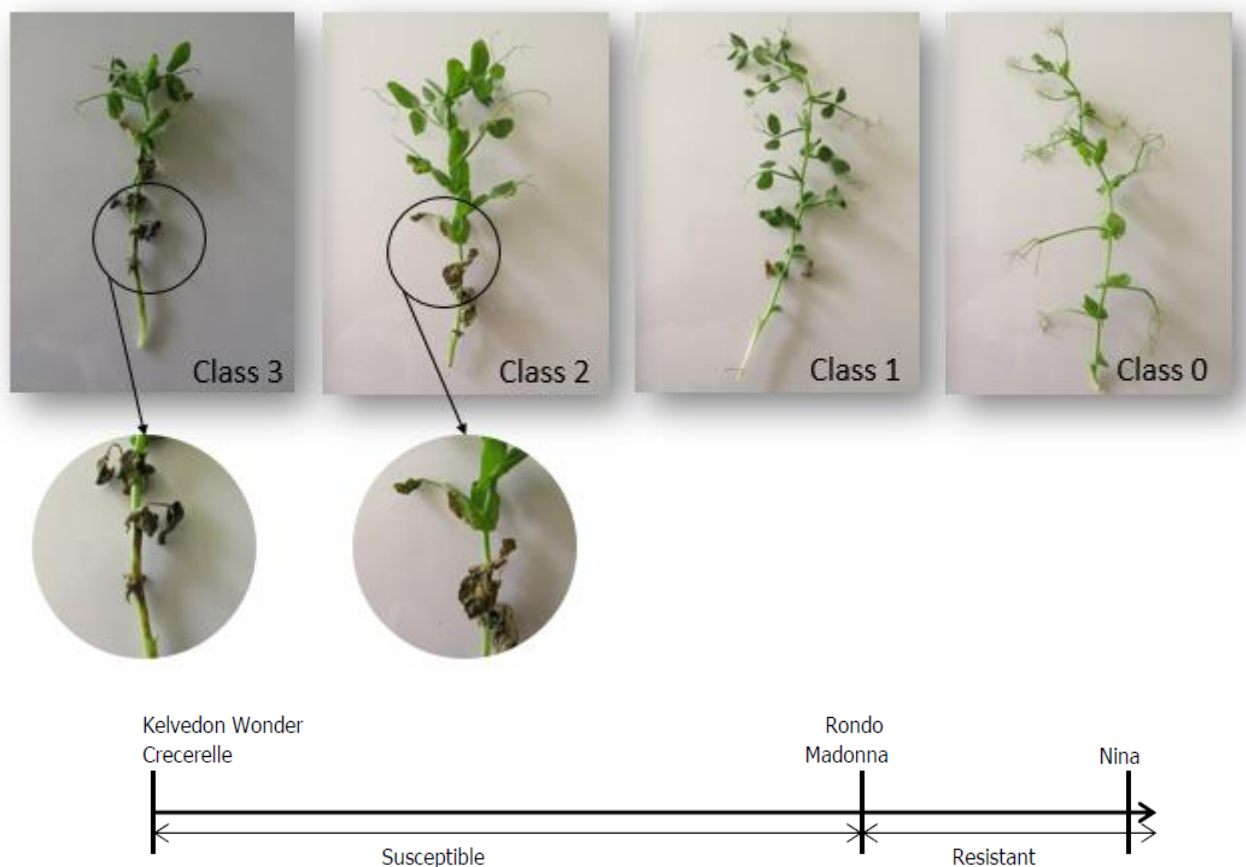 Class 3
Class 2
Class 1
Class 0
Kelvedon Wonder
Crecerelle
Rondo
Madonna
Nina
Susceptible
Resistant